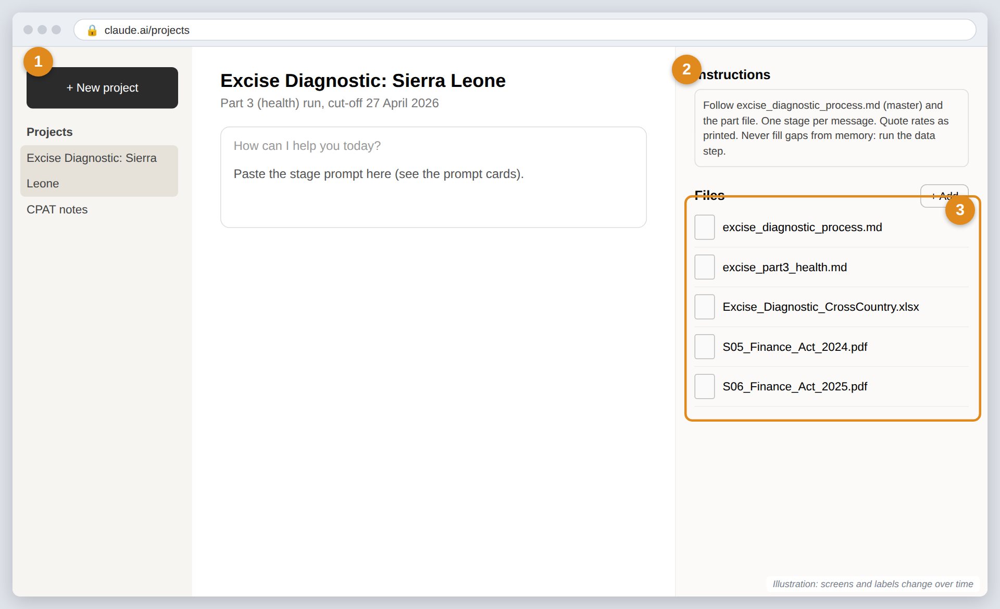 🔒 claude.ai/projects
1
+ New project
Projects
Excise Diagnostic: Sierra
Leone
CPAT notes
Excise Diagnostic: Sierra Leone
Part 3 (health) run, cut-off 27 April 2026
How can I help you today?
Paste the stage prompt here (see the prompt cards).
2
Instructions
Follow excise_diagnostic_process.md (master) and
the part file. One stage per message. Quote rates as
printed. Never fill gaps from memory: run the data
step.
Files
+ Add
3
excise_diagnostic_process.md
excise_part3_health.md
Excise_Diagnostic_CrossCountry.xlsx
S05_Finance_Act_2024.pdf
S06_Finance_Act_2025.pdf
Illustration: screens and labels change over time